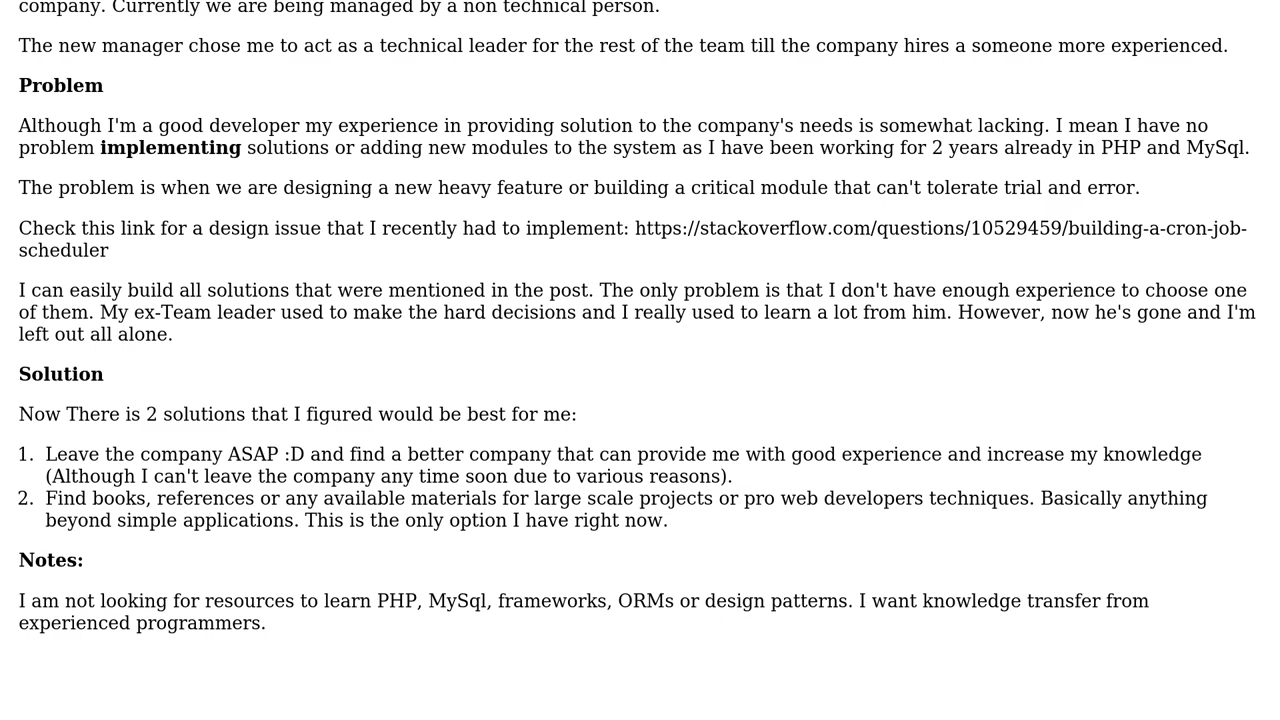 company. Currently we are being managed by a non technical person.
The new manager chose me to act as a technical leader for the rest of the team till the company hires a someone more experienced.
Problem
Although I'm a good developer my experience in providing solution to the company's needs is somewhat lacking. I mean I have no
problem implementing solutions or adding new modules to the system as I have been working for 2 years already in PHP and MySql.
The problem is when we are designing a new heavy feature or building a critical module that can't tolerate trial and error.
Check this link for a design issue that I recently had to implement: https://stackoverflow.com/questions/10529459/building-a-cron-job-
scheduler
I can easily build all solutions that were mentioned in the post. The only problem is that I don't have enough experience to choose one
of them. My ex-Team leader used to make the hard decisions and I really used to learn a lot from him. However, now he's gone and I'm
left out all alone.
Solution
Now There is 2 solutions that I figured would be best for me:
1. Leave the company ASAP :D and find a better company that can provide me with good experience and increase my knowledge
(Although I can't leave the company any time soon due to various reasons).
2. Find books, references or any available materials for large scale projects or pro web developers techniques. Basically anything
beyond simple applications. This is the only option I have right now.
Notes:
I am not looking for resources to learn PHP, MySql, frameworks, ORMs or design patterns. I want knowledge transfer from
experienced programmers.